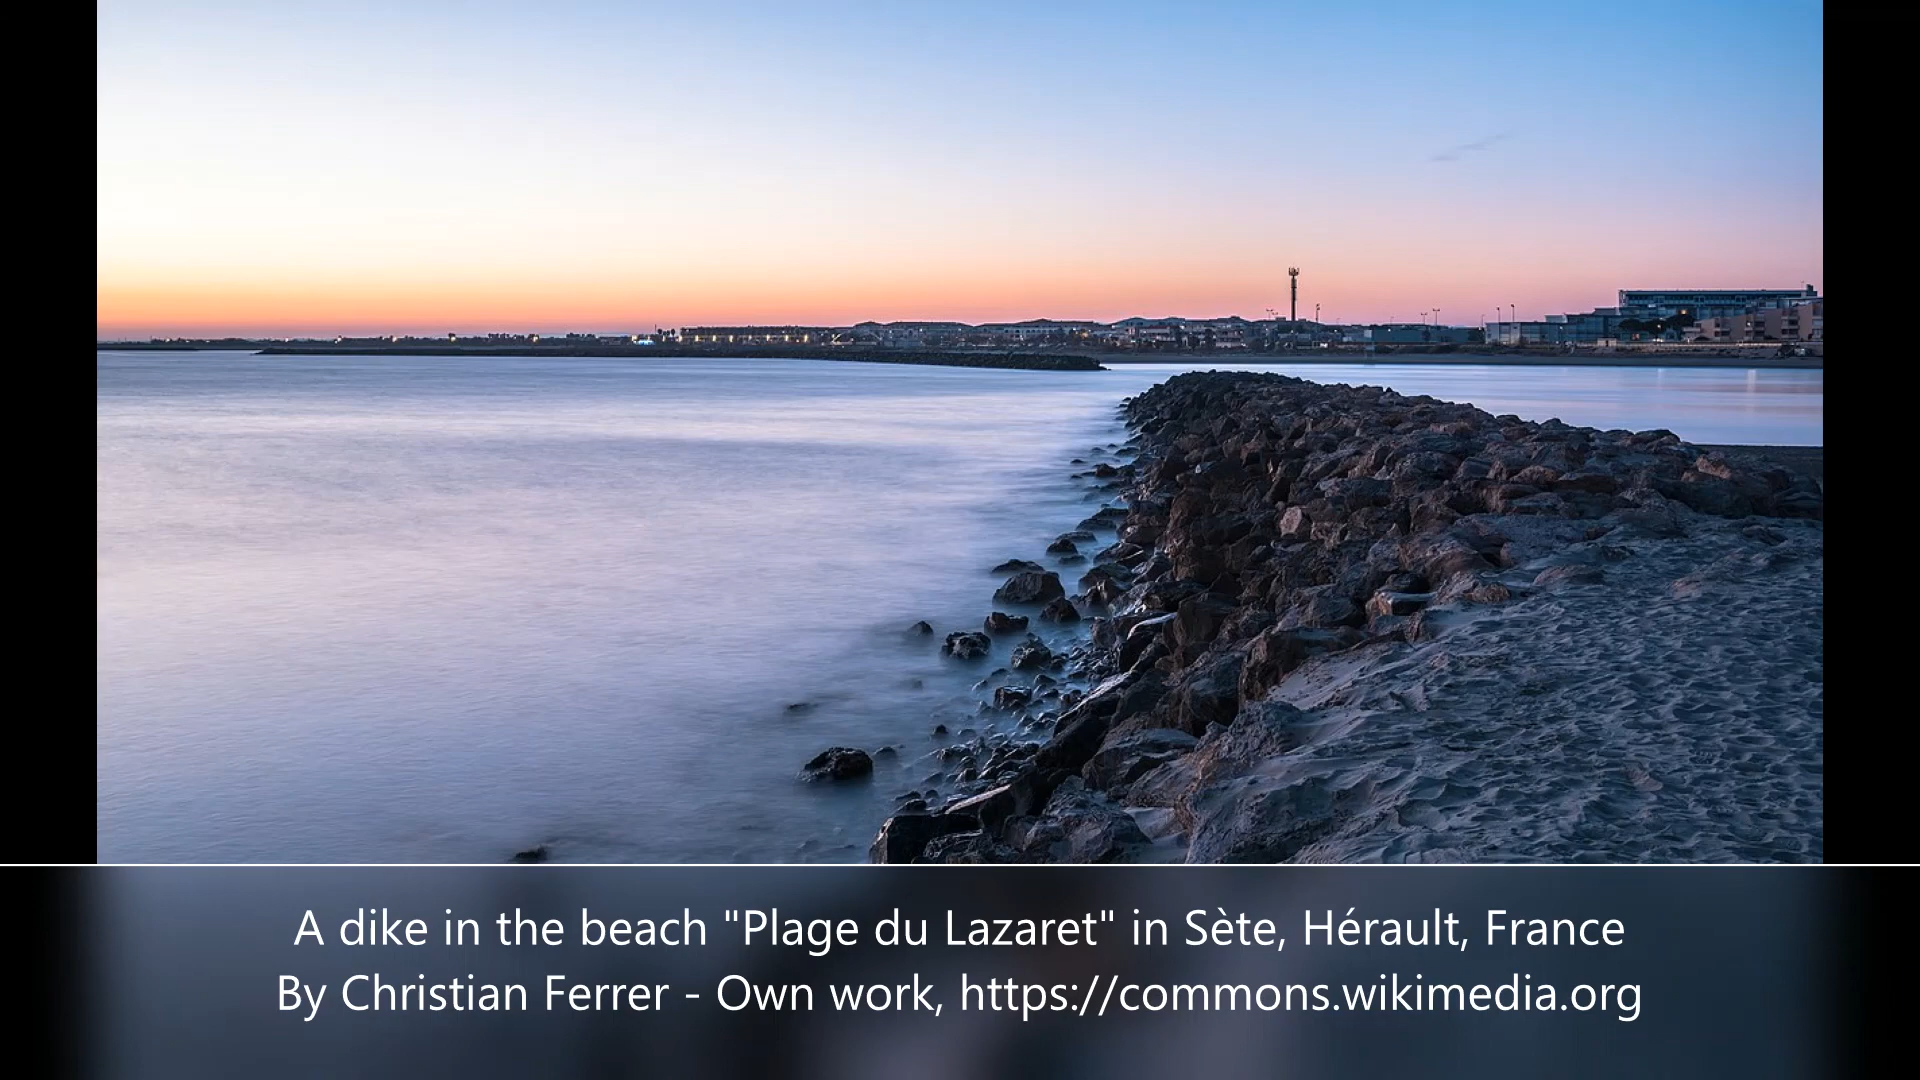 A dike in the beach "Plage du Lazaret" in Sète, Hérault, France
By Christian Ferrer - Own work, https://commons.wikimedia.org